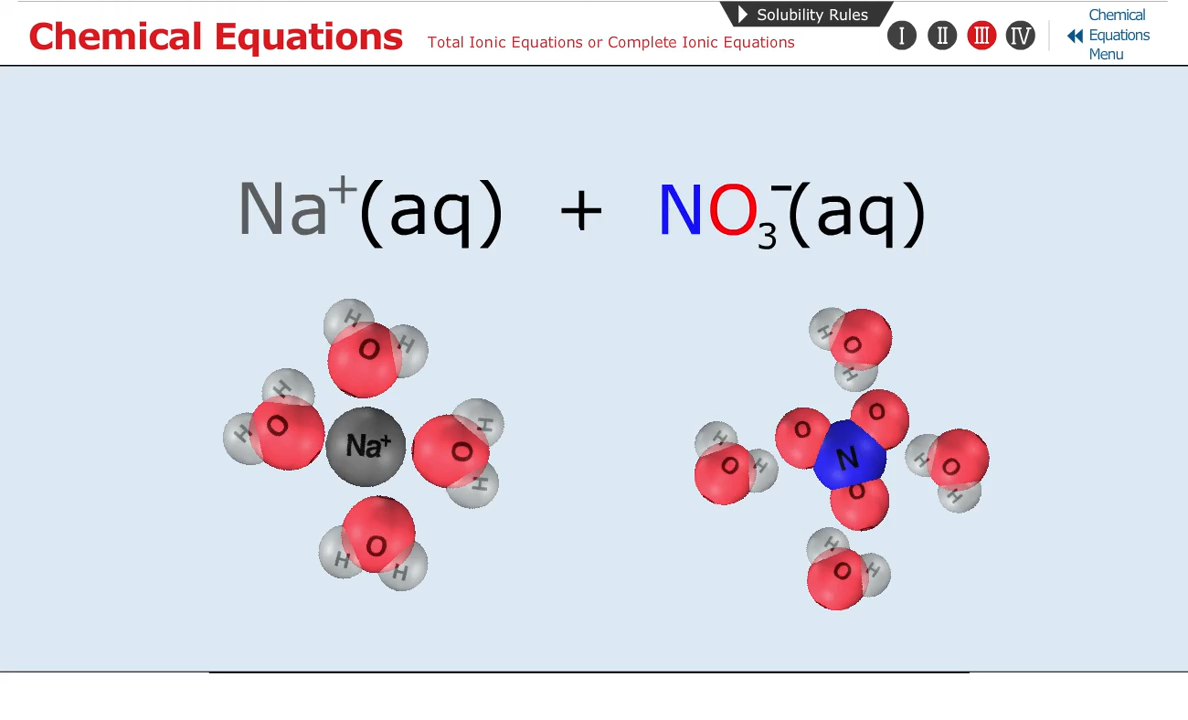 Solubility Rules
Chemical Equations
Total Ionic Equations or Complete Ionic Equations
I II III IV
Chemical
Equations
Menu
Na⁺(aq) + NO₃⁻(aq)
H
O
H
H
O
H
Na⁺
H
O
H
O
H
H
H
O
H
O
O
N
O
H
O
H
H
O
H
H
O
H